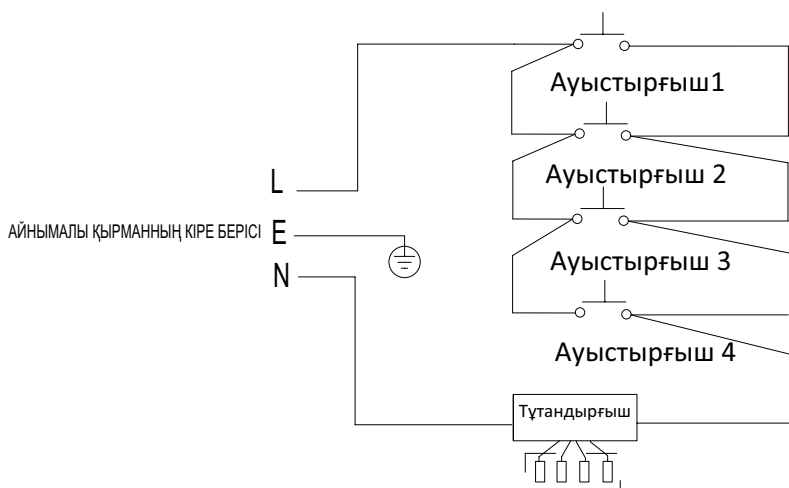 Ауыстырғыш1
Ауыстырғыш 2
L
АЙНЫМАЛЫ ҚЫРМАННЫҢ КІРЕ БЕРІСІ E
Ауыстырғыш 3
N
Ауыстырғыш 4
Тұтандырғыш